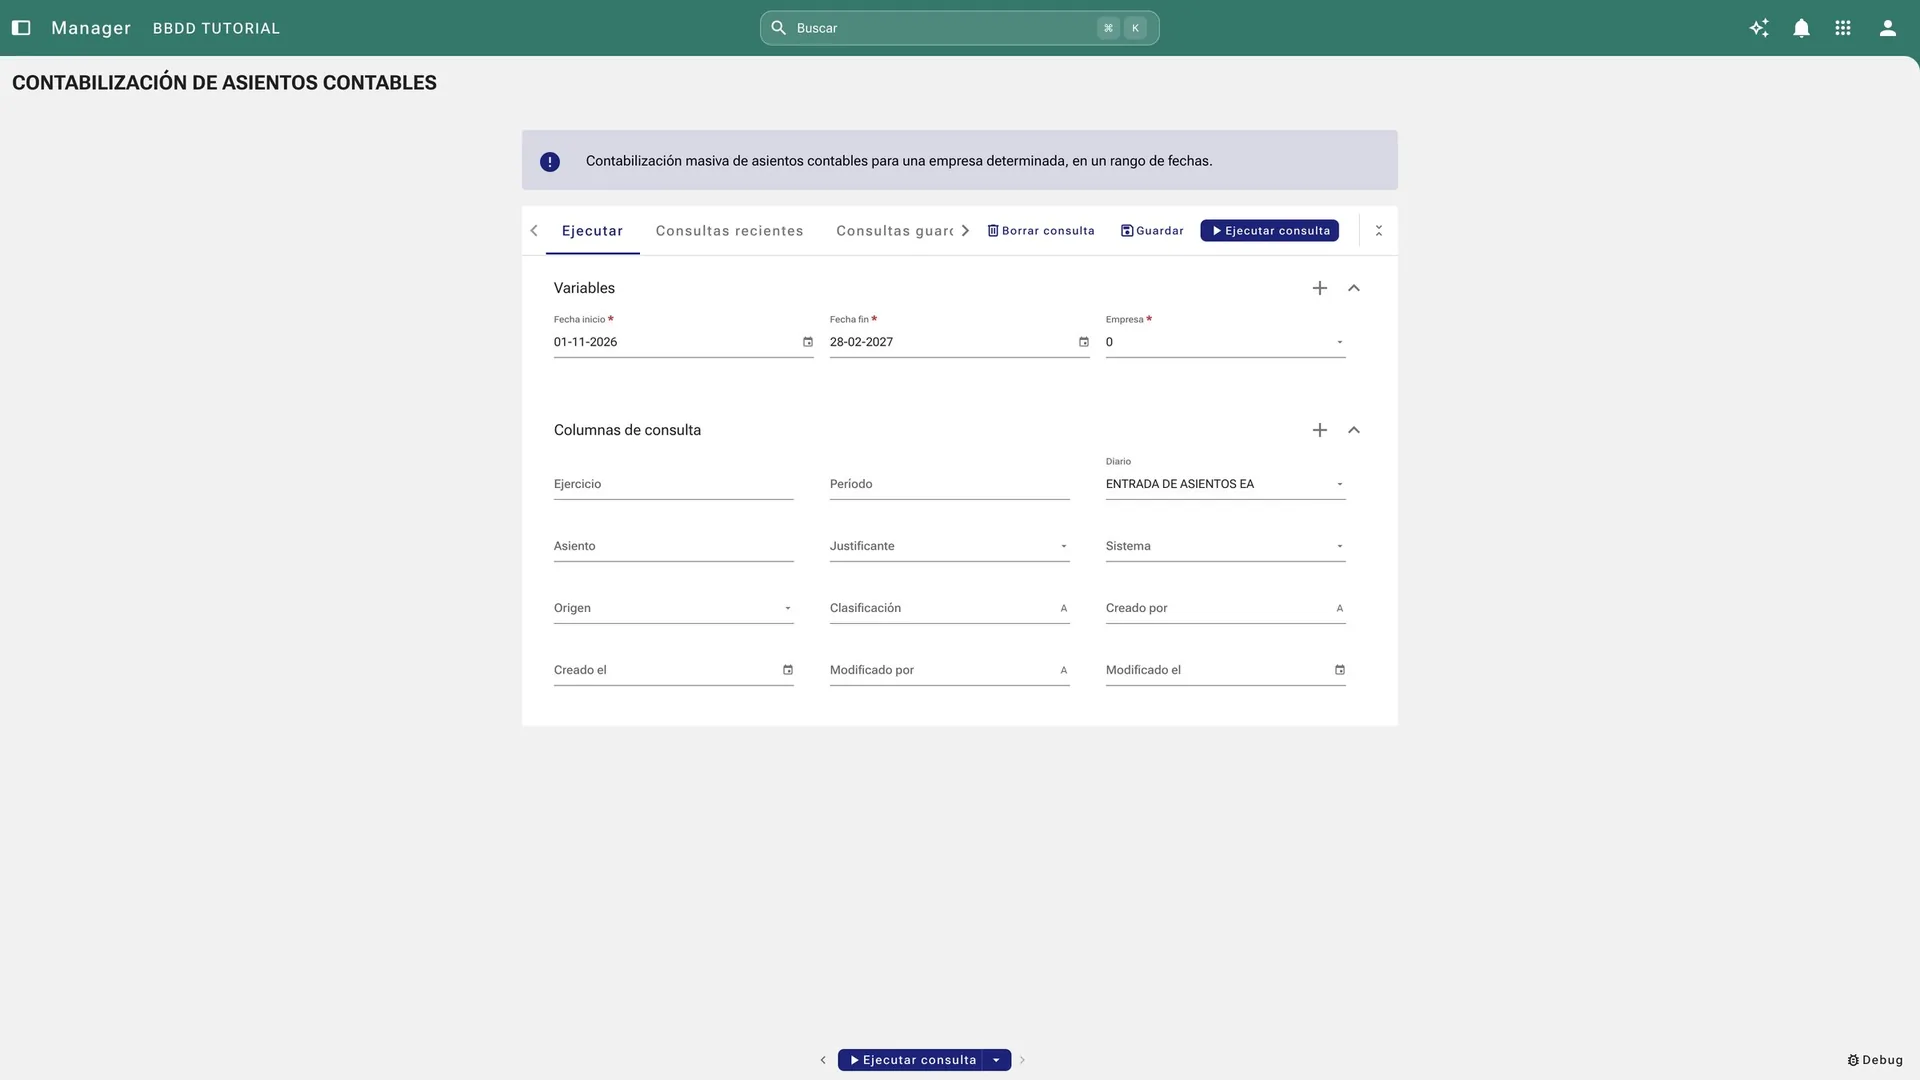 Manager BBDD TUTORIAL
Buscar ⌘ K
CONTABILIZACIÓN DE ASIENTOS CONTABLES
Contabilización masiva de asientos contables para una empresa determinada, en un rango de fechas.
Ejecutar Consultas recientes Consultas guarc Borrar consulta Guardar Ejecutar consulta
Variables
Fecha inicio * Fecha fin * Empresa *
01-11-2026 28-02-2027 0
Columnas de consulta
Diario
Ejercicio Período ENTRADA DE ASIENTOS EA
Asiento Justificante Sistema
Origen Clasificación A Creado por A
Creado el Modificado por A Modificado el
Ejecutar consulta
Debug